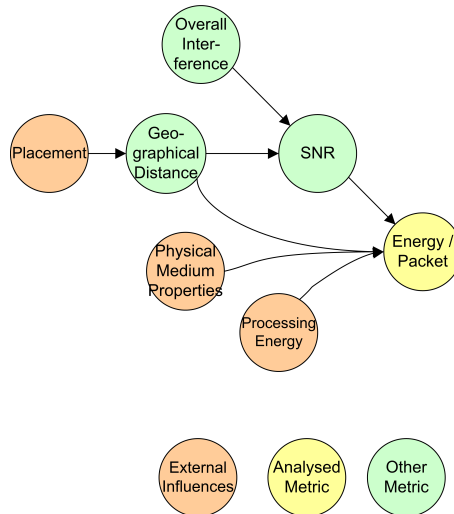 Overall
Inter-
ference
Placement
Geo-
graphical
Distance
SNR
Energy /
Packet
Physical
Medium
Properties
Processing
Energy
External
Influences
Analysed
Metric
Other
Metric